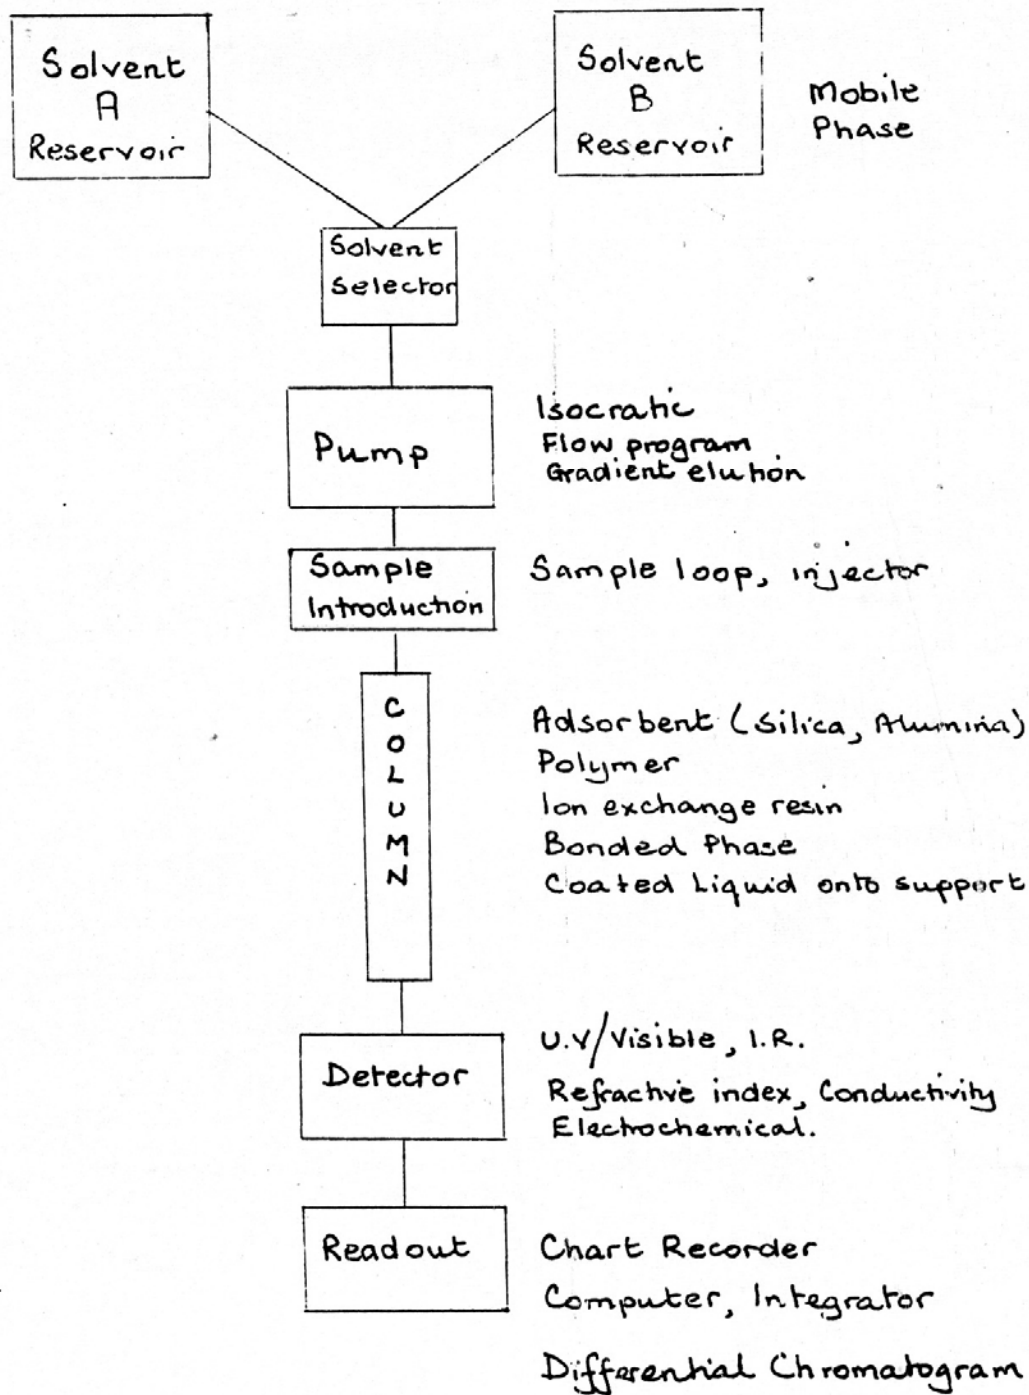 Solvent
A
Reservoir
Solvent
B
Reservoir
Mobile
Phase
Solvent
Selector
Pump
Isocratic
Flow program
Gradient elution
Sample
Introduction
Sample loop, injector
COLUMN
Adsorbent (Silica, Alumina)
Polymer
Ion exchange resin
Bonded Phase
Coated Liquid onto support
Detector
U.V/Visible, I.R.
Refractive index, Conductivity
Electrochemical.
Readout
Chart Recorder
Computer, Integrator
Differential Chromatogram